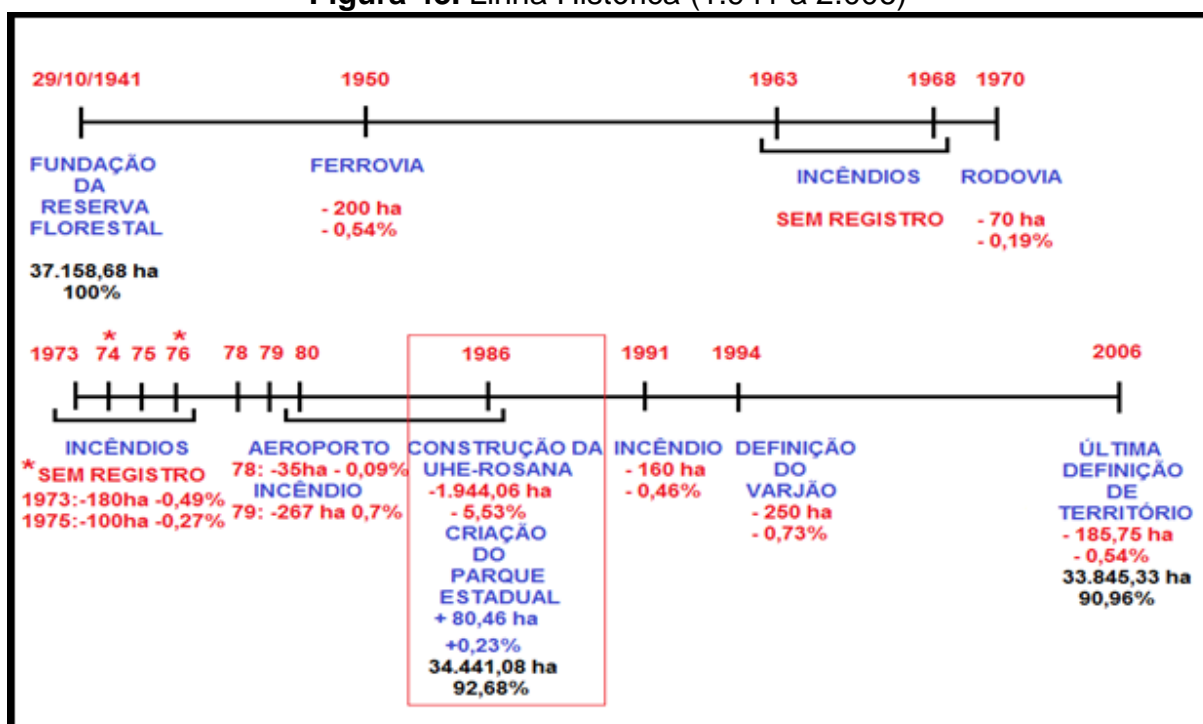 29/10/1941 1950 1963 1968 1970
FUNDAÇÃO
DA
RESERVA
FLORESTAL
37.158,68 ha
100%
FERROVIA
- 200 ha
- 0,54%
INCÊNDIOS
SEM REGISTRO
RODOVIA
- 70 ha
- 0,19%
* *
1973 74 75 76 78 79 80 1986 1991 1994 2006
INCÊNDIOS
*SEM REGISTRO
1973:-180ha -0,49%
1975:-100ha -0,27%
AEROPORTO
78: -35ha - 0,09%
INCÊNDIO
79: -267 ha 0,7%
CONSTRUÇÃO DA
UHE-ROSANA
-1.944,06 ha
- 5,53%
CRIAÇÃO
DO
PARQUE
ESTADUAL
+ 80,46 ha
+0,23%
34.441,08 ha
92,68%
INCÊNDIO
- 160 ha
- 0,46%
DEFINIÇÃO
DO
VARJÃO
- 250 ha
- 0,73%
ÚLTIMA
DEFINIÇÃO
DE
TERRITÓRIO
- 185,75 ha
- 0,54%
33.845,33 ha
90,96%